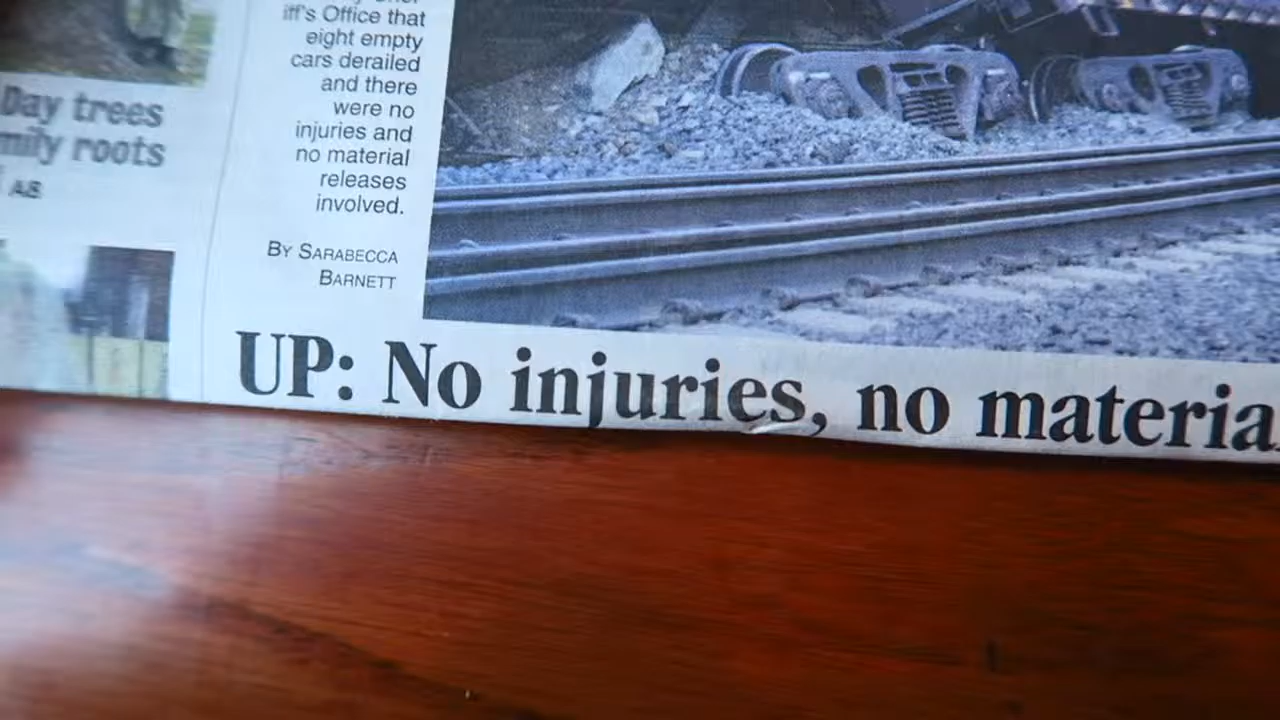 Day trees
mily roots
A8
iff's Office that
eight empty
cars derailed
and there
were no
injuries and
no material
releases
involved.
BY SARABECCA
BARNETT
UP: No injuries, no materia